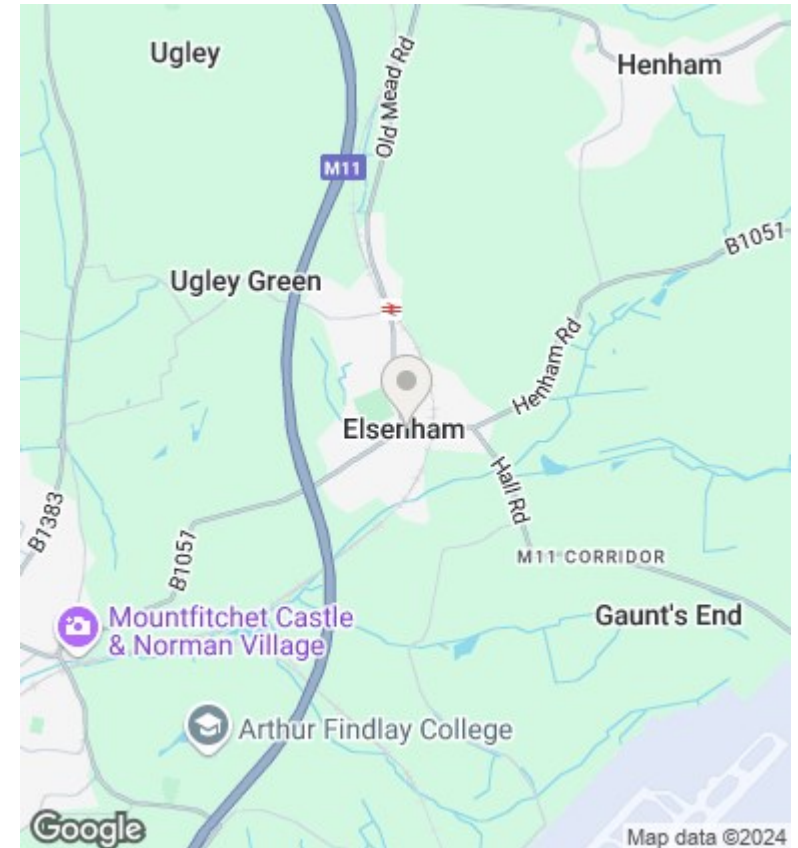 Ugley
Old Mead Rd
Henham
M11
B1051
Ugley Green
Henham Rd
Elsenham
Hall Rd
B1383
B1051
M11 CORRIDOR
Mountfitchet Castle
& Norman Village
Gaunt's End
Arthur Findlay College
Google
Map data ©2024